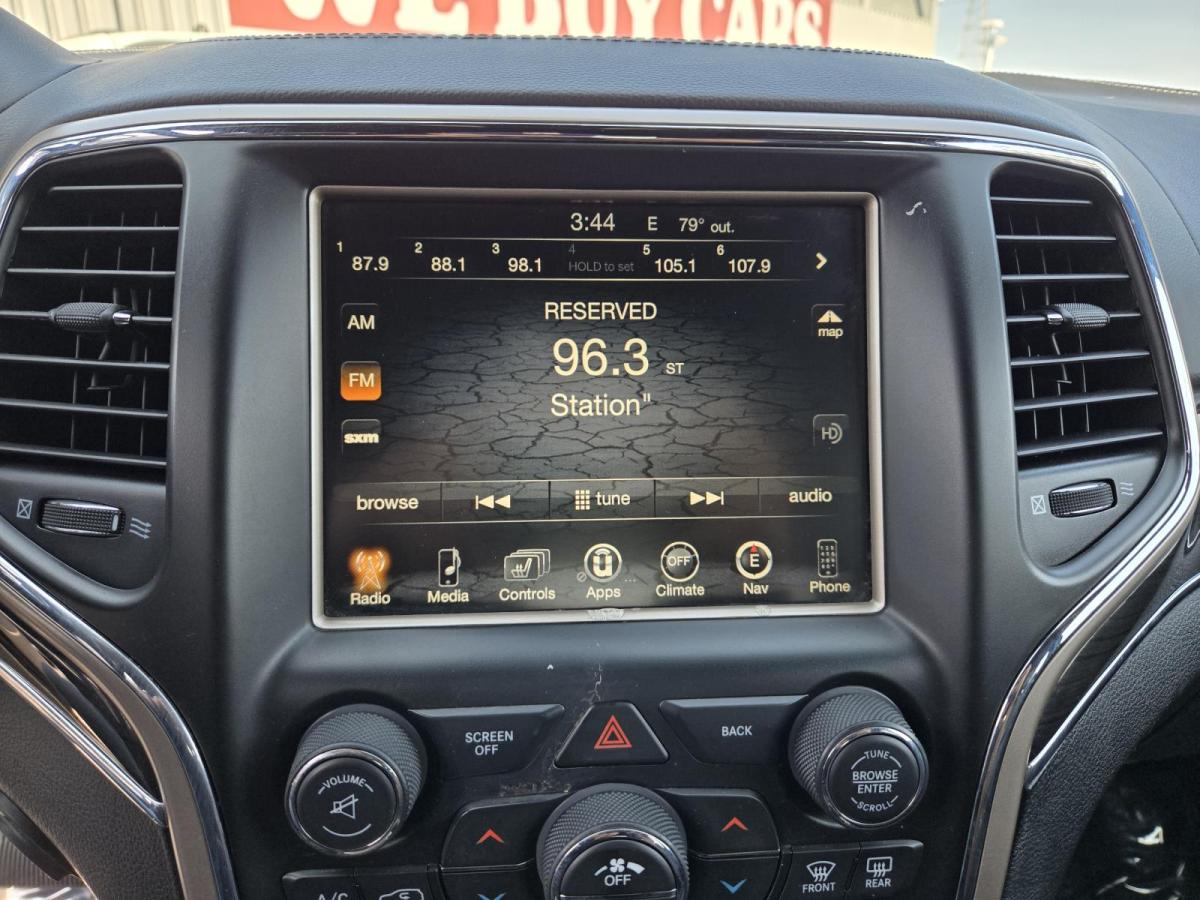 WE BUY CARS
3:44 E 79° out.
1 87.9 2 88.1 3 98.1 4 HOLD to set 5 105.1 6 107.9
RESERVED
AM
map
96.3 ST
FM
Station"
sxm
HD
browse tune audio
Radio Media Controls Apps Climate Nav Phone
OFF
E
SCREEN OFF
BACK
VOLUME
TUNE
BROWSE
ENTER
SCROLL
OFF
FRONT
REAR
A/C